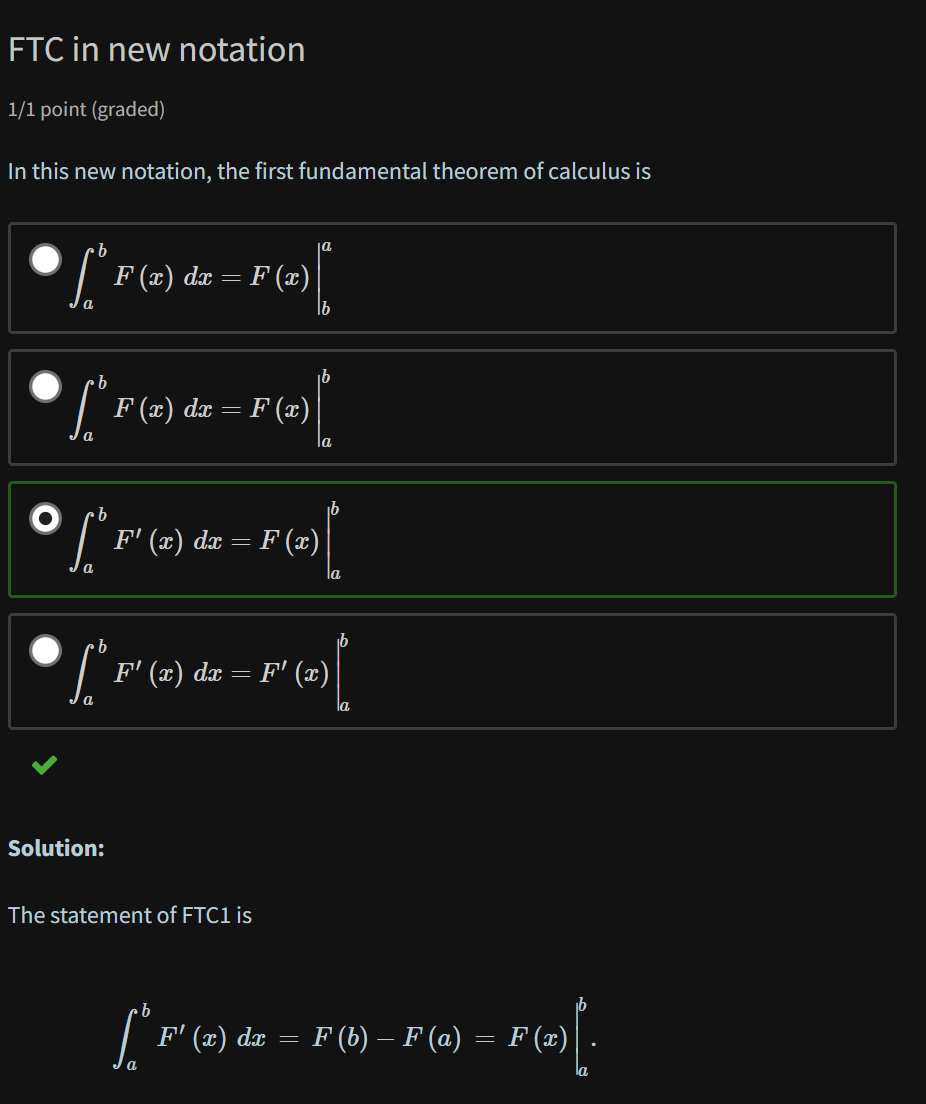 FTC in new notation
1/1 point (graded)
In this new notation, the first fundamental theorem of calculus is
∫_a^b F (x) dx = F (x) |_b^a
∫_a^b F (x) dx = F (x) |_a^b
∫_a^b F′ (x) dx = F (x) |_a^b
∫_a^b F′ (x) dx = F′ (x) |_a^b
Solution:
The statement of FTC1 is
∫_a^b F′ (x) dx = F (b) − F (a) = F (x) |_a^b .